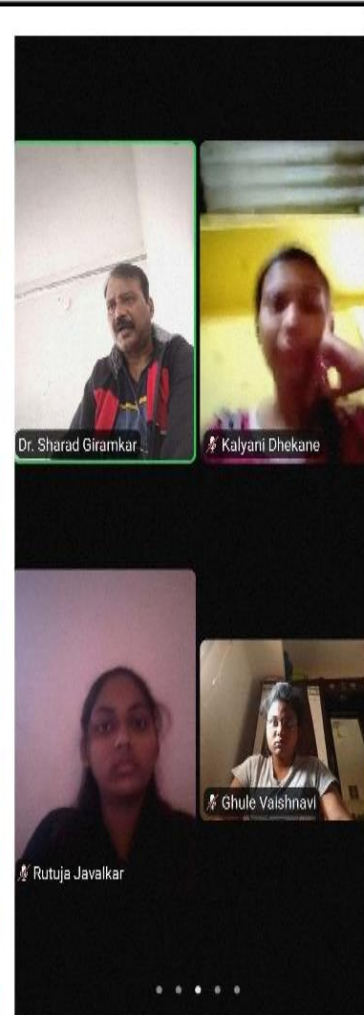 Dr. Sharad Giramkar
Kalyani Dhekane
Rutuja Javalkar
Ghule Vaishnavi